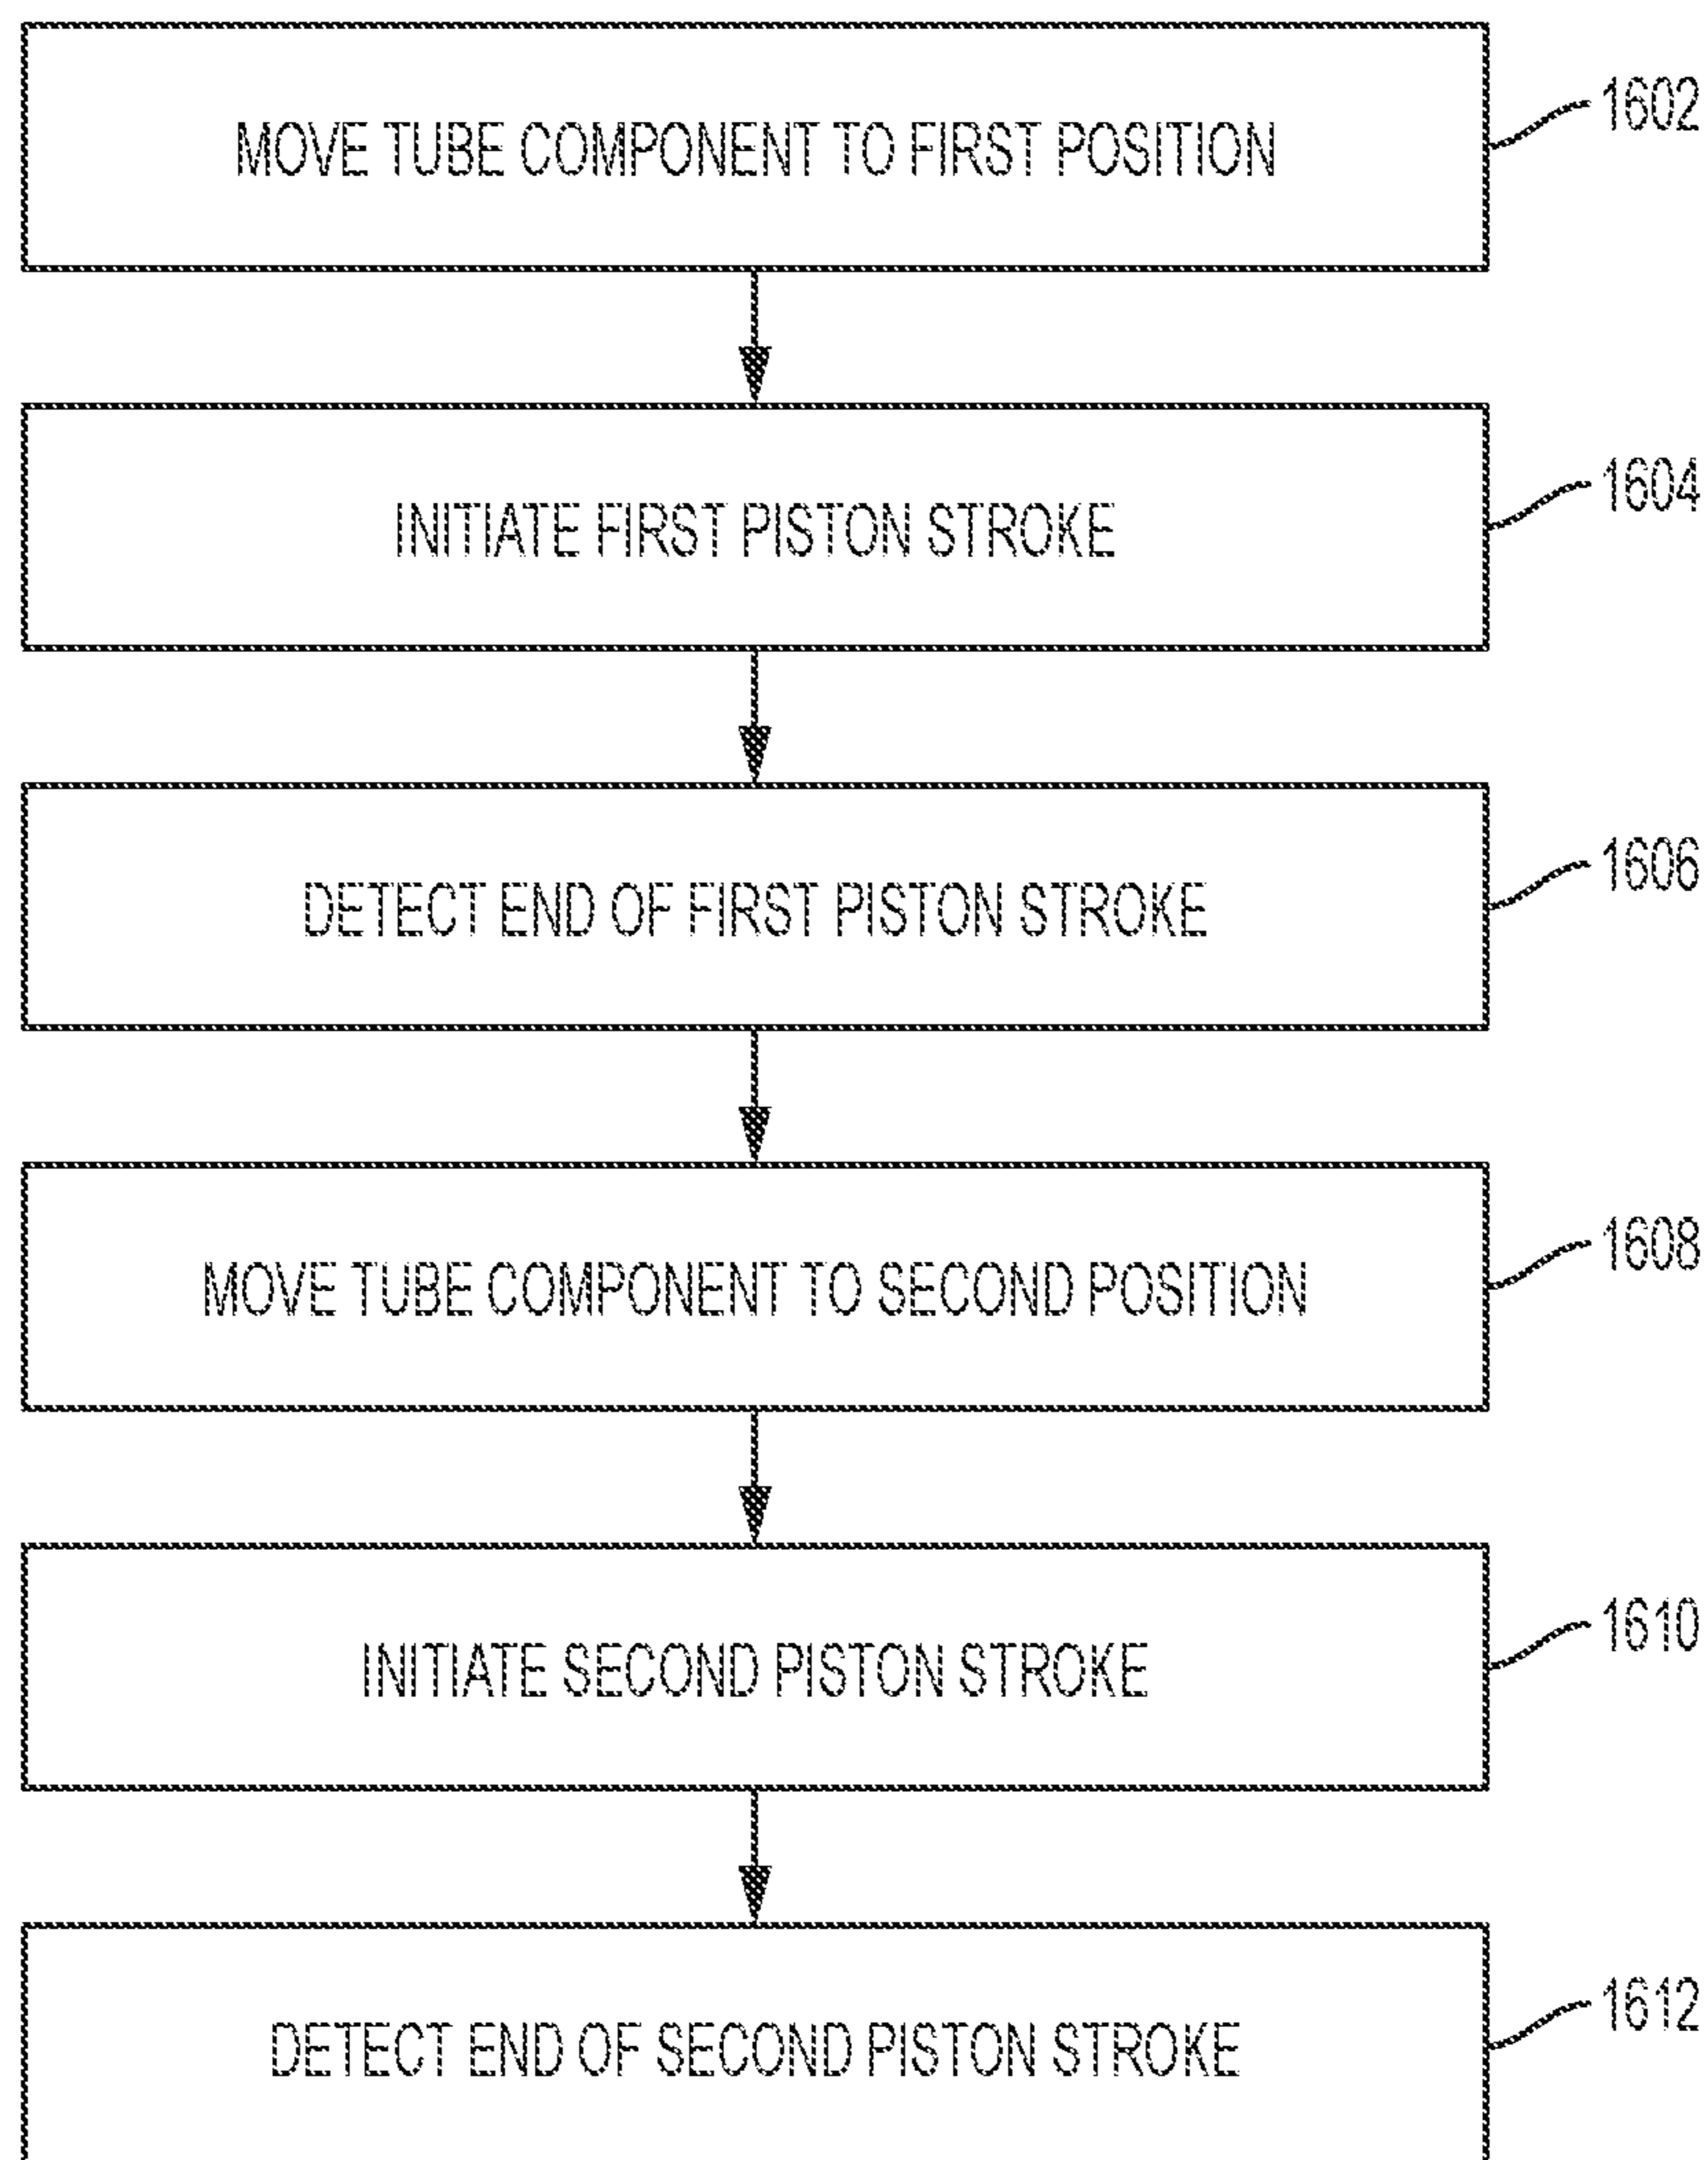 MOVE TUBE COMPONENT TO FIRST POSITION
1602
INITIATE FIRST PISTON STROKE
1604
DETECT END OF FIRST PISTON STROKE
1606
MOVE TUBE COMPONENT TO SECOND POSITION
1608
INITIATE SECOND PISTON STROKE
1610
DETECT END OF SECOND PISTON STROKE
1612